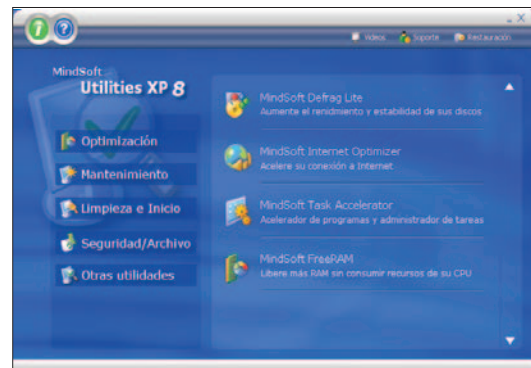 Videos Soporte Restauración
MindSoft
Utilities XP 8
Optimización
Mantenimiento
Limpieza e Inicio
Seguridad/Archivo
Otras utilidades
MindSoft Defrag Lite
Aumente el rendimiento y estabilidad de sus discos
MindSoft Internet Optimizer
Acelere su conexión a Internet
MindSoft Task Accelerator
Acelerador de programas y administrador de tareas
MindSoft FreeRAM
Libere más RAM sin consumir recursos de su CPU